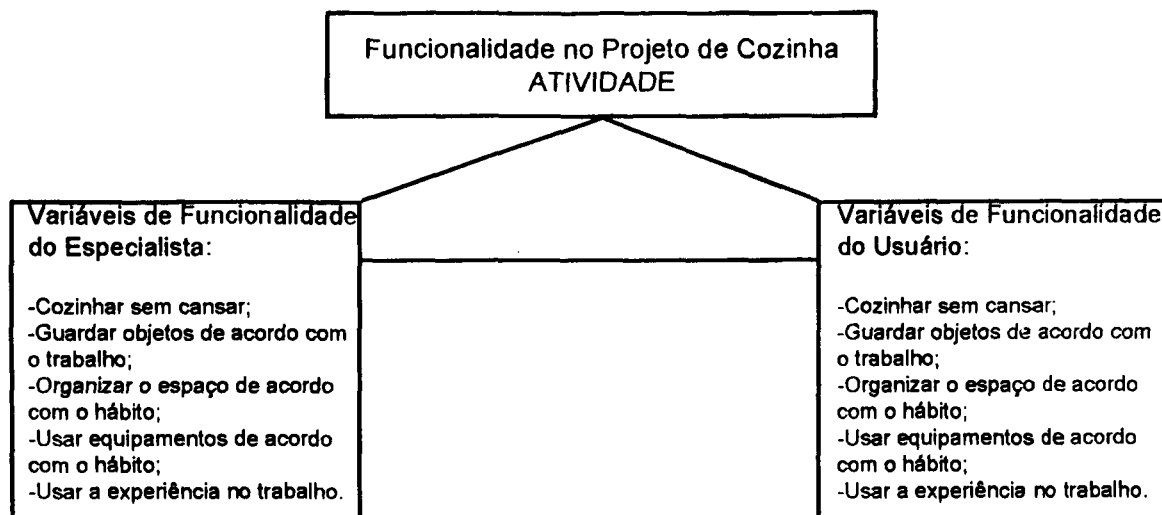 Funcionalidade no Projeto de Cozinha
ATIVIDADE
Variáveis de Funcionalidade
do Especialista:
-Cozinhar sem cansar;
-Guardar objetos de acordo com
o trabalho;
-Organizar o espaço de acordo
com o hábito;
-Usar equipamentos de acordo
com o hábito;
-Usar a experiência no trabalho.
Variáveis de Funcionalidade
do Usuário:
-Cozinhar sem cansar;
-Guardar objetos de acordo com
o trabalho;
-Organizar o espaço de acordo
com o hábito;
-Usar equipamentos de acordo
com o hábito;
-Usar a experiência no trabalho.